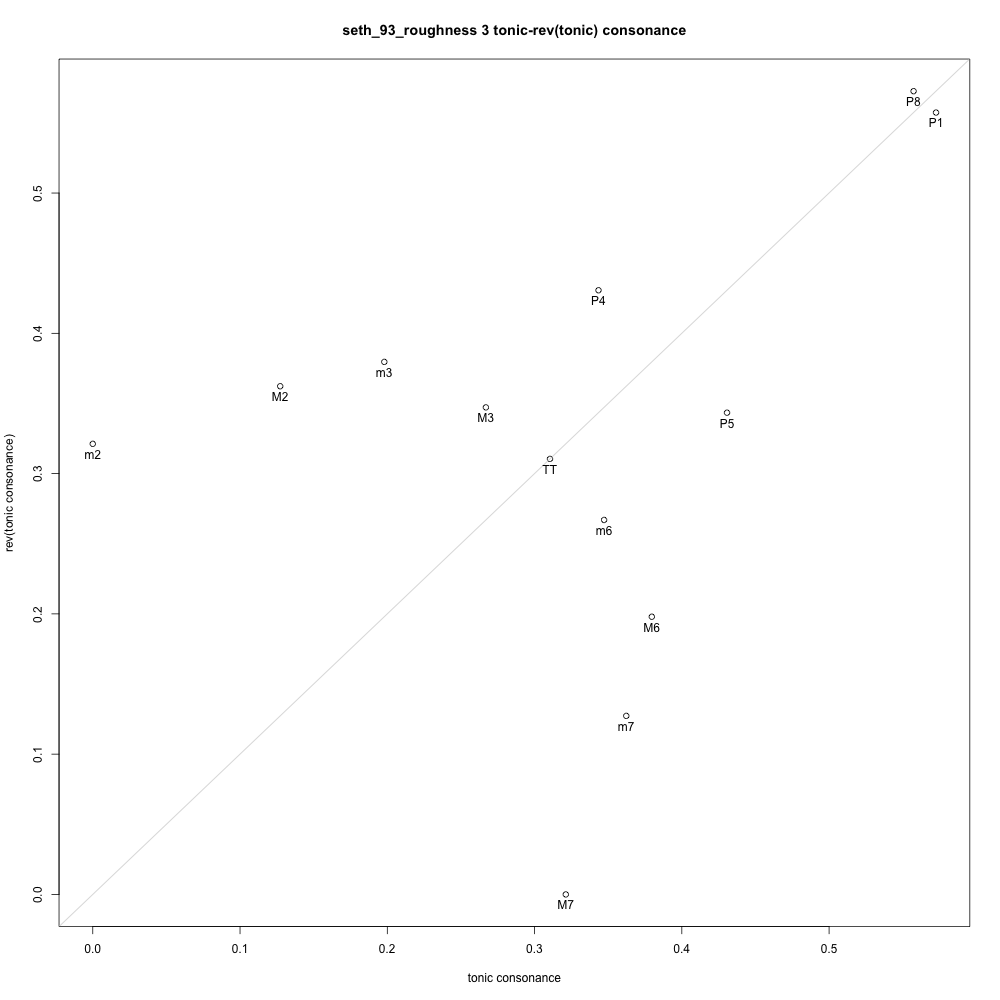 seth_93_roughness 3 tonic-rev(tonic) consonance
P8
P1
0.5
P4
0.4
m3
M2
M3
P5
m2
rev(tonic consonance)
0.3
TT
m6
0.2
M6
m7
0.1
0.0
M7
0.0 0.1 0.2 0.3 0.4 0.5
tonic consonance